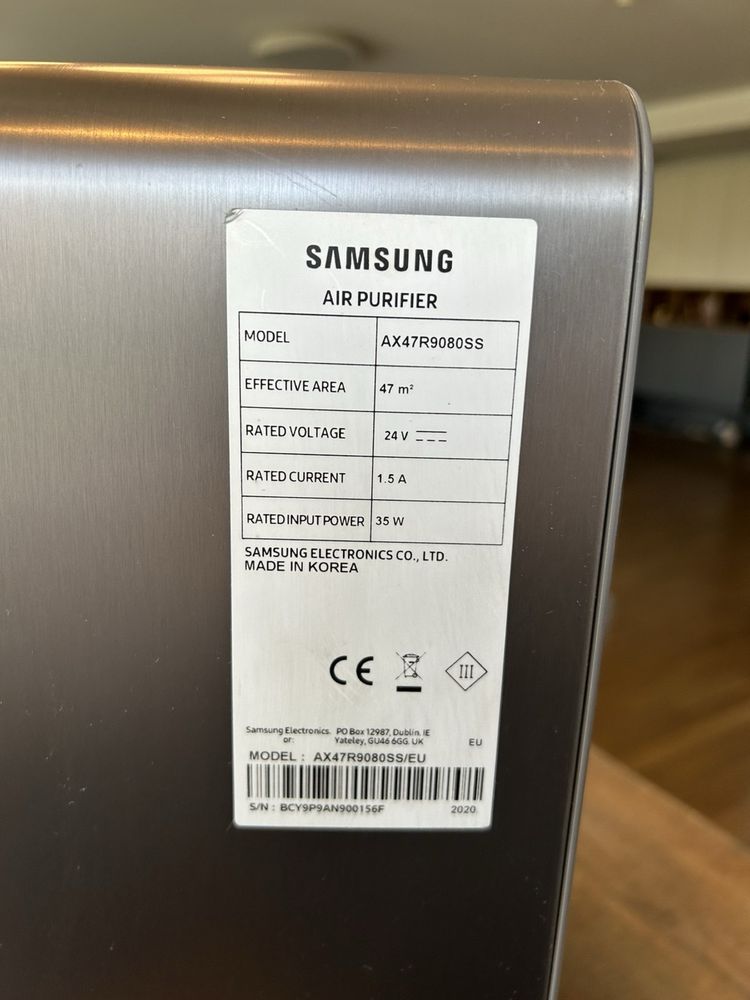 SAMSUNG
AIR PURIFIER
MODEL AX47R9080SS
EFFECTIVE AREA 47 m²
RATED VOLTAGE 24 V
RATED CURRENT 1.5 A
RATED INPUT POWER 35 W
SAMSUNG ELECTRONICS CO., LTD.
MADE IN KOREA
CE III
Samsung Electronics. PO Box 12987, Dublin. IE
or: Yateley, GU46 6GG. UK EU
MODEL : AX47R9080SS/EU
S/N : BCY9P9AN900156F 2020